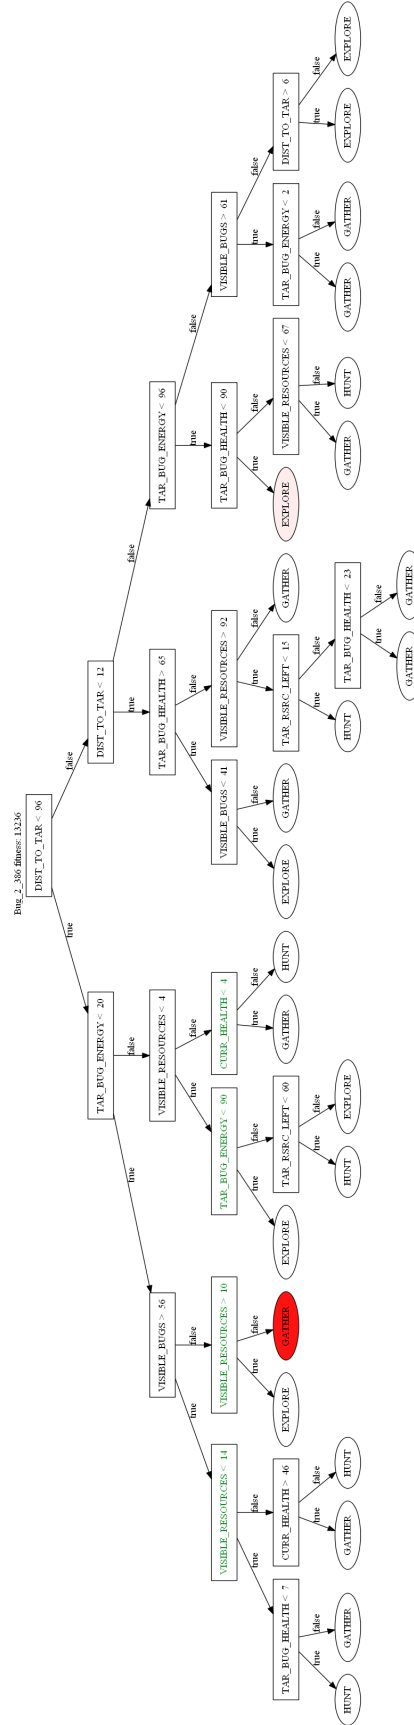 Bug_2_386 fitness: 13236
DIST_TO_TAR < 96
true
false
TAR_BUG_ENERGY < 20
DIST_TO_TAR < 12
true
false
true
false
VISIBLE_BUGS > 56
VISIBLE_RESOURCES < 4
TAR_BUG_HEALTH > 65
TAR_BUG_ENERGY < 96
true
false
true
false
true
false
true
false
VISIBLE_RESOURCES < 14
VISIBLE_RESOURCES > 10
TAR_BUG_ENERGY < 90
CURR_HEALTH < 4
VISIBLE_BUGS < 41
VISIBLE_RESOURCES > 92
TAR_BUG_HEALTH < 90
VISIBLE_BUGS > 61
true
false
true
false
true
false
true
false
true
false
true
false
true
false
true
false
TAR_BUG_HEALTH < 7
CURR_HEALTH > 46
EXPLORE
GATHER
EXPLORE
TAR_RSRC_LEFT < 60
GATHER
HUNT
EXPLORE
GATHER
TAR_RSRC_LEFT < 15
GATHER
EXPLORE
VISIBLE_RESOURCES < 67
TAR_BUG_ENERGY < 2
DIST_TO_TAR > 6
true
false
true
false
true
false
true
false
true
false
true
false
true
false
HUNT
GATHER
GATHER
HUNT
HUNT
EXPLORE
HUNT
TAR_BUG_HEALTH < 23
GATHER
HUNT
GATHER
GATHER
EXPLORE
EXPLORE
true
false
GATHER
GATHER